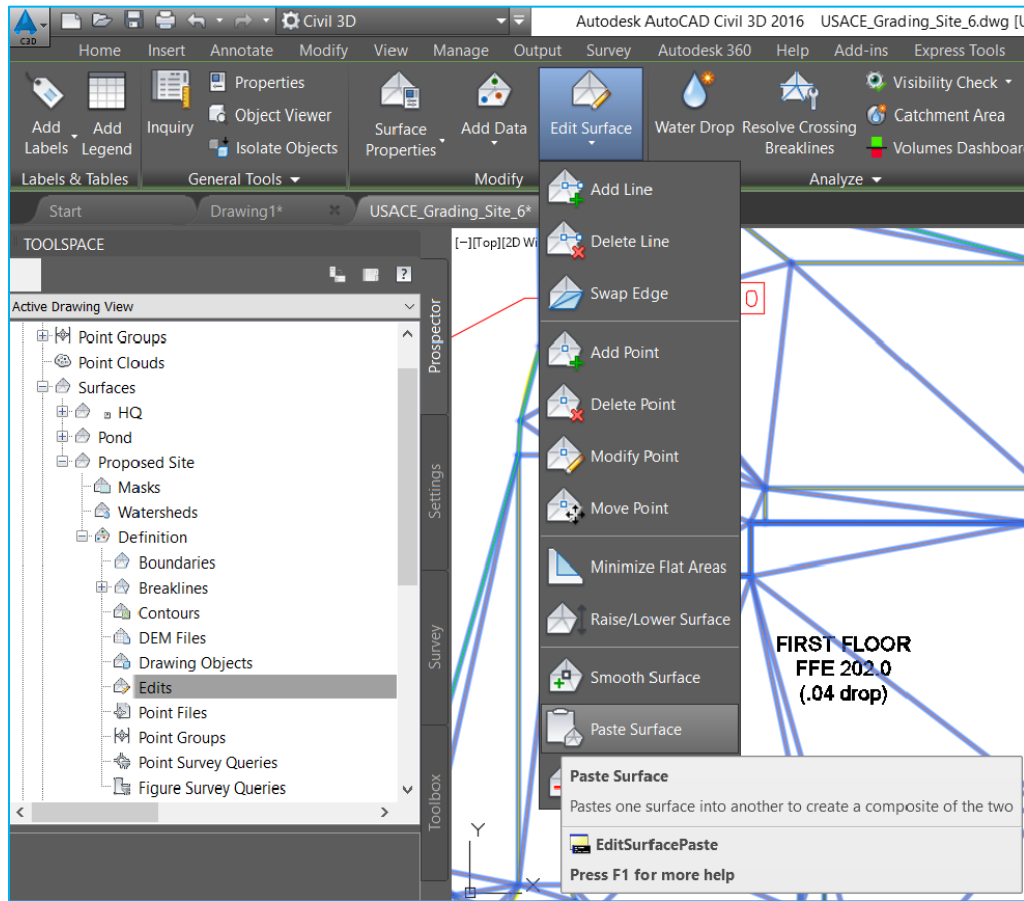 C3D
Civil 3D
Autodesk AutoCAD Civil 3D 2016 USACE_Grading_Site_6.dwg [U
Home Insert Annotate Modify View Manage Output Survey Autodesk 360 Help Add-ins Express Tools
Add Labels
Add Legend
Inquiry
Properties
Object Viewer
Isolate Objects
Surface Properties
Add Data
Edit Surface
Water Drop
Resolve Crossing Breaklines
Visibility Check
Catchment Area
Volumes Dashboar
Labels & Tables
General Tools
Modify
Analyze
Start
Drawing1*
USACE_Grading_Site_6*
TOOLSPACE
?
Active Drawing View
Point Groups
Point Clouds
Surfaces
HQ
Pond
Proposed Site
Masks
Watersheds
Definition
Boundaries
Breaklines
Contours
DEM Files
Drawing Objects
Edits
Point Files
Point Groups
Point Survey Queries
Figure Survey Queries
Prospector
Settings
Survey
Toolbox
[−][Top][2D Wi
Add Line
Delete Line
Swap Edge
Add Point
Delete Point
Modify Point
Move Point
Minimize Flat Areas
Raise/Lower Surface
Smooth Surface
Paste Surface
0
FIRST FLOOR
FFE 202.0
(.04 drop)
Paste Surface
Pastes one surface into another to create a composite of the two
EditSurfacePaste
Press F1 for more help
Y
X